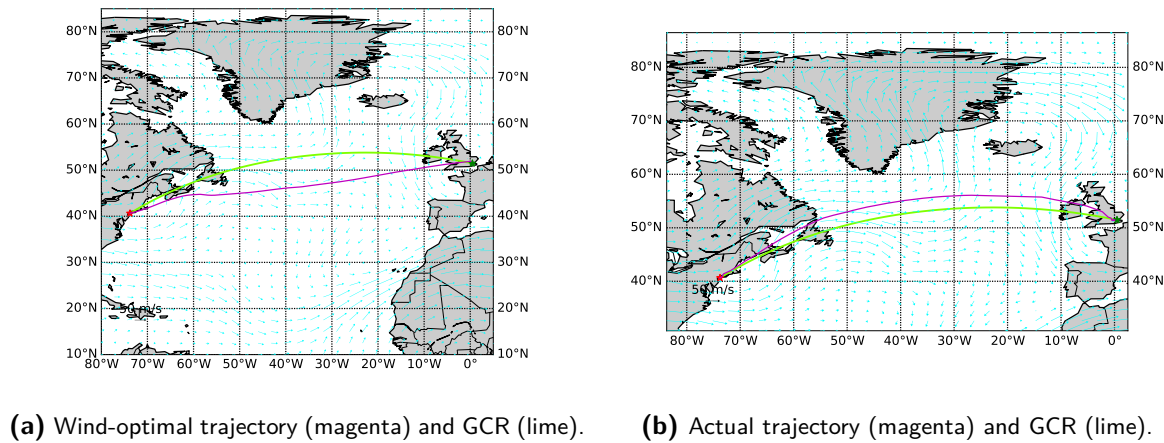 80°N 80°N
70°N 70°N
60°N 60°N
50°N 50°N
40°N 40°N
30°N 30°N
20°N 50 m/s 20°N
10°N 10°N
80°W 70°W 60°W 50°W 40°W 30°W 20°W 10°W 0°
80°N 80°N
70°N 70°N
60°N 60°N
50°N 50°N
40°N 50 m/s 40°N
80°W 70°W 60°W 50°W 40°W 30°W 20°W 10°W 0°
(a) Wind-optimal trajectory (magenta) and GCR (lime).
(b) Actual trajectory (magenta) and GCR (lime).